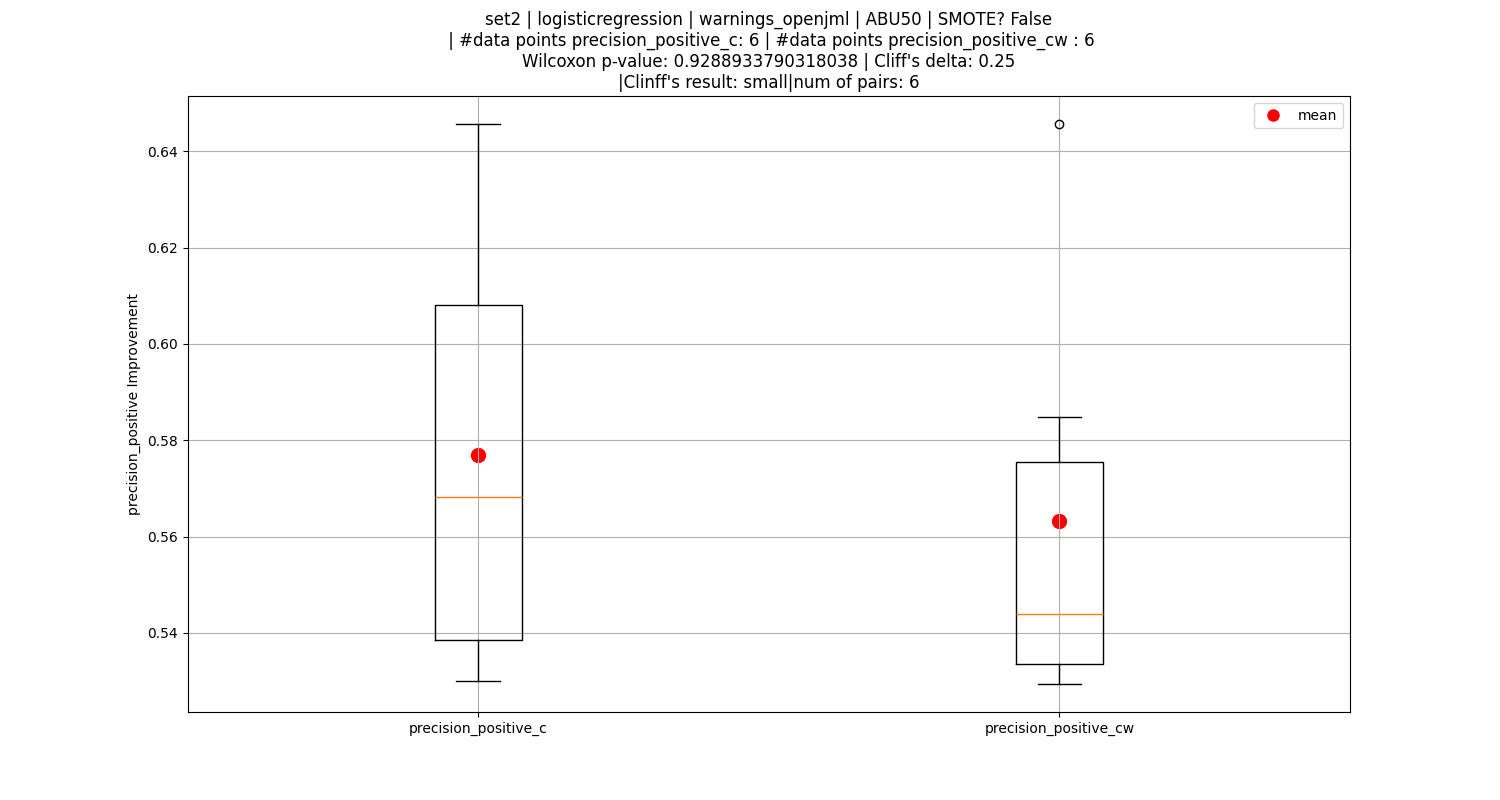 set2 | logisticregression | warnings_openjml | ABU50 | SMOTE? False
| #data points precision_positive_c: 6 | #data points precision_positive_cw : 6
Wilcoxon p-value: 0.9288933790318038 | Cliff's delta: 0.25
|Clinff's result: small|num of pairs: 6
mean
precision_positive Improvement
0.64
0.62
0.60
0.58
0.56
0.54
precision_positive_c
precision_positive_cw